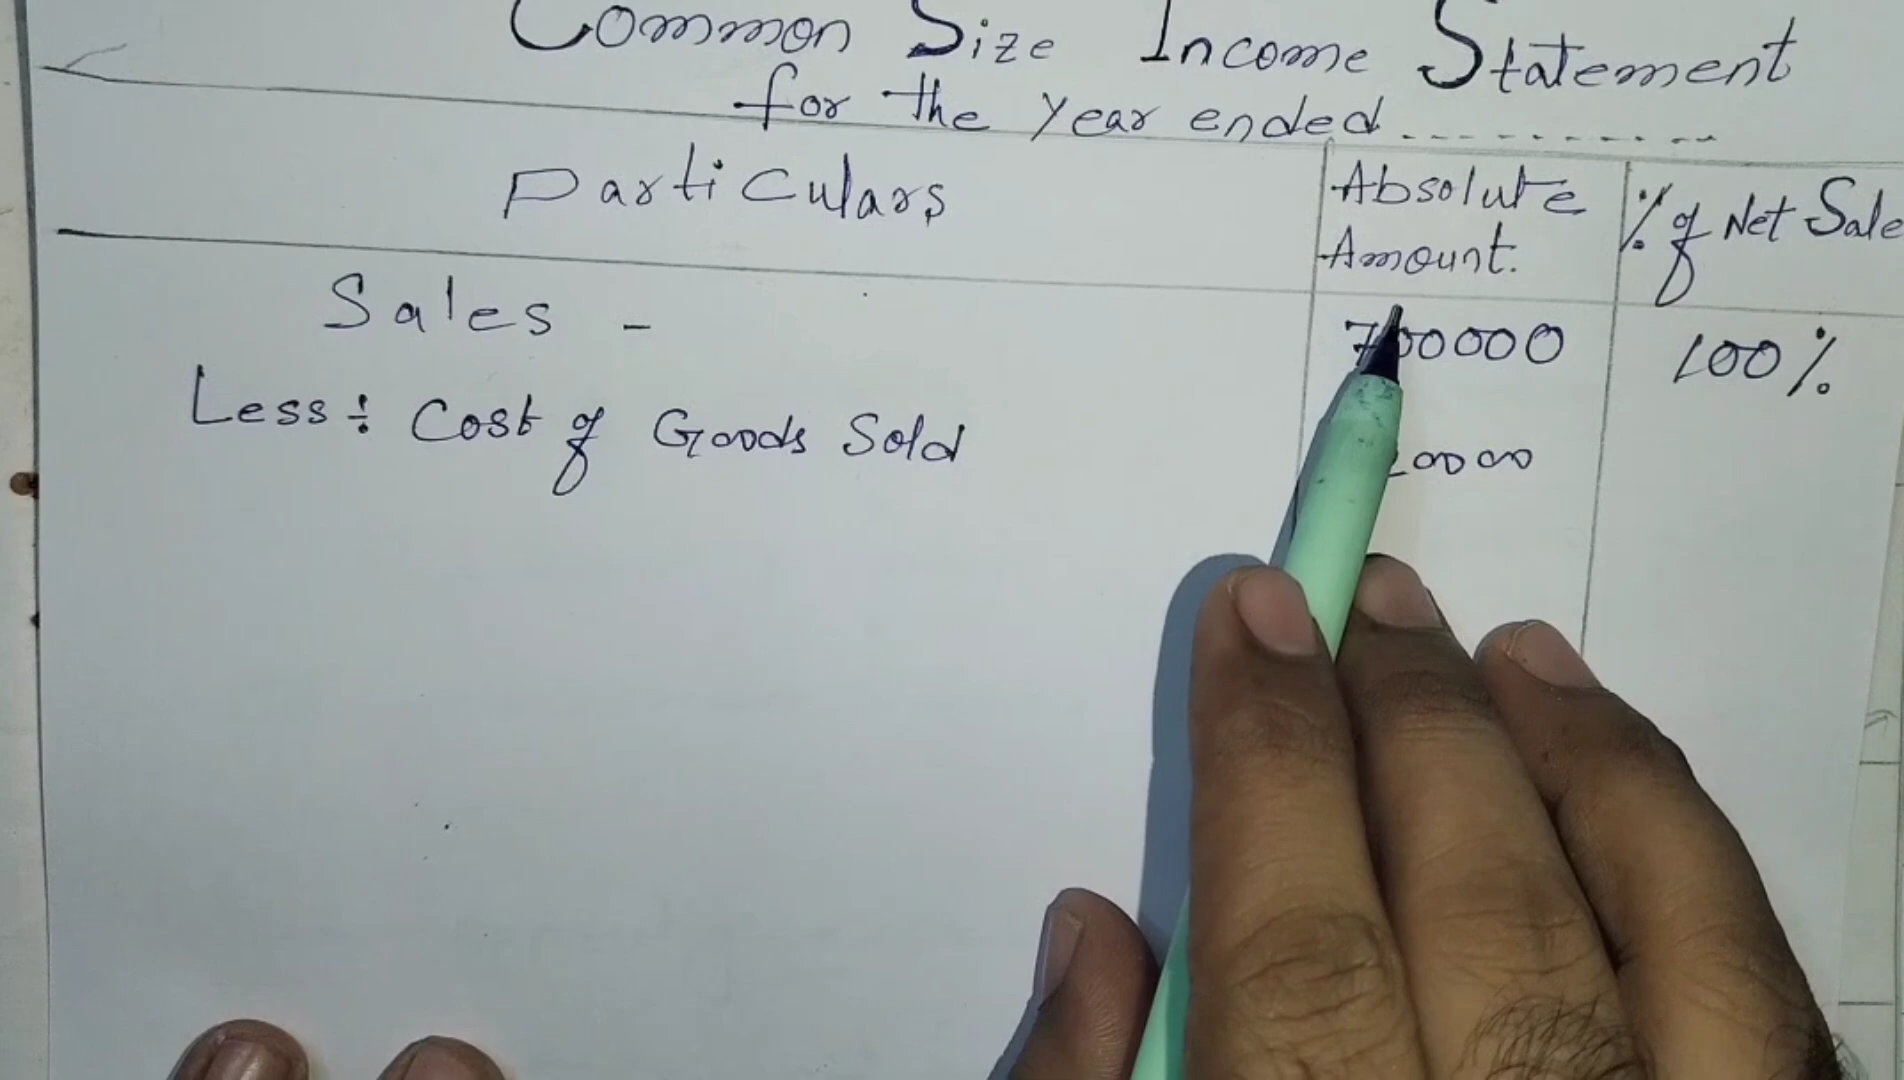 Common Size Income Statement
for the Year ended...........
Particulars Absolute Amount. % of Net Sale
Sales - 700000 100%
Less: Cost of Goods Sold